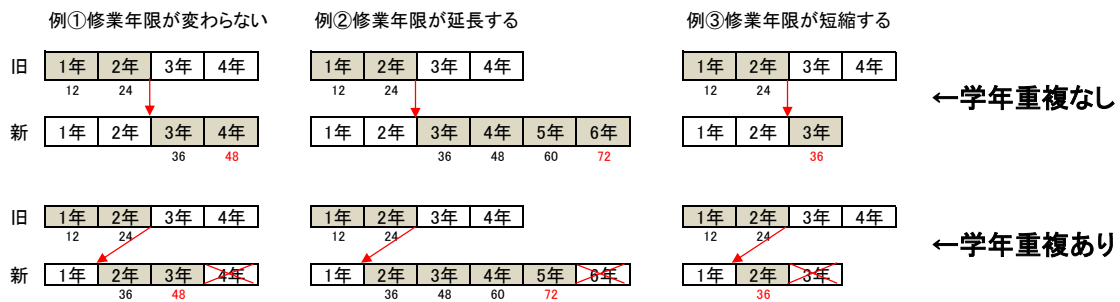 例①修業年限が変わらない 例②修業年限が延長する 例③修業年限が短縮する
旧 1年 2年 3年 4年 1年 2年 3年 4年 1年 2年 3年 4年
12 24 12 24 12 24
←学年重複なし
新 1年 2年 3年 4年 1年 2年 3年 4年 5年 6年 1年 2年 3年
36 48 36 48 60 72 36
旧 1年 2年 3年 4年 1年 2年 3年 4年 1年 2年 3年 4年
12 24 12 24 12 24
←学年重複あり
新 1年 2年 3年 4年 1年 2年 3年 4年 5年 6年 1年 2年 3年
36 48 36 48 60 72 36